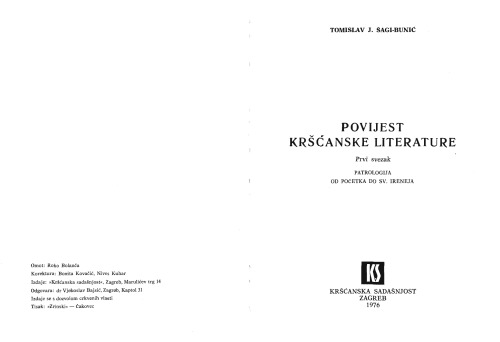 Omot: Roko Bolanča
Korektura: Bonita Kovačić, Nives Kuhar
Izdaje: »Kršćanska sadašnjost«, Zagreb, Marulićev trg 14
Odgovara: dr Vjekoslav Bajsić, Zagreb, Kaptol 31
Izdaje se s dozvolom crkvenih vlasti
Tisak: »Zrinski« — Čakovec
TOMISLAV J. ŠAGI-BUNIĆ
POVIJEST
KRŠĆANSKE LITERATURE
Prvi svezak
PATROLOGIJA
OD POČETKA DO SV. IRENEJA
KS
KRŠĆANSKA SADAŠNJOST
ZAGREB
1976